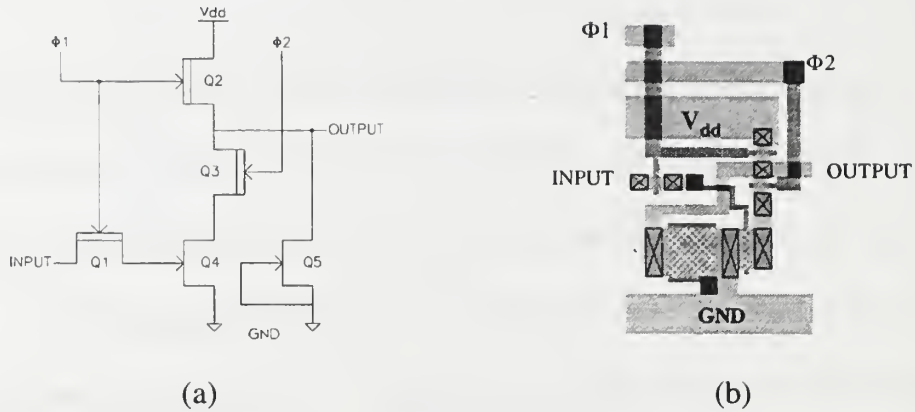 Vdd
Φ1
Φ2
Q2
OUTPUT
Q3
INPUT
Q1
Q4
Q5
GND
(a)
Φ1
Φ2
Vdd
INPUT
OUTPUT
GND
(b)